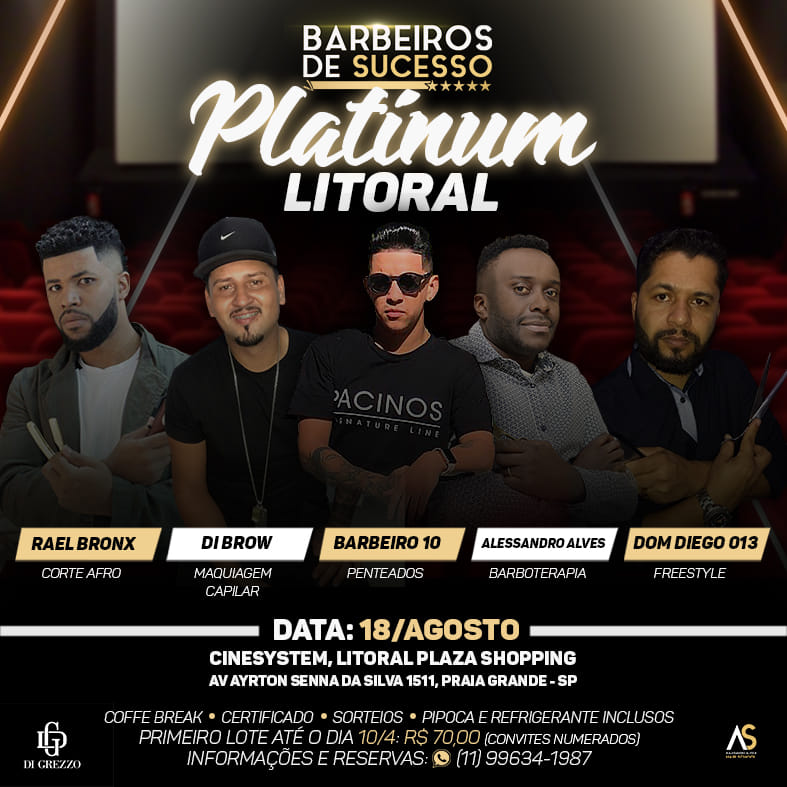 BARBEIROS
DE SUCESSO
Platinum
LITORAL
PACINOS
SIGNATURE LINE
RAEL BRONX
CORTE AFRO
DI BROW
MAQUIAGEM
CAPILAR
BARBEIRO 10
PENTEADOS
ALESSANDRO ALVES
BARBOTERAPIA
DOM DIEGO 013
FREESTYLE
DATA: 18/AGOSTO
CINESYSTEM, LITORAL PLAZA SHOPPING
AV AYRTON SENNA DA SILVA 1511, PRAIA GRANDE - SP
COFFE BREAK • CERTIFICADO • SORTEIOS • PIPOCA E REFRIGERANTE INCLUSOS
PRIMEIRO LOTE ATÉ O DIA 10/4: R$ 70,00 (CONVITES NUMERADOS)
INFORMAÇÕES E RESERVAS: (11) 99634-1987
DI GREZZO
AS